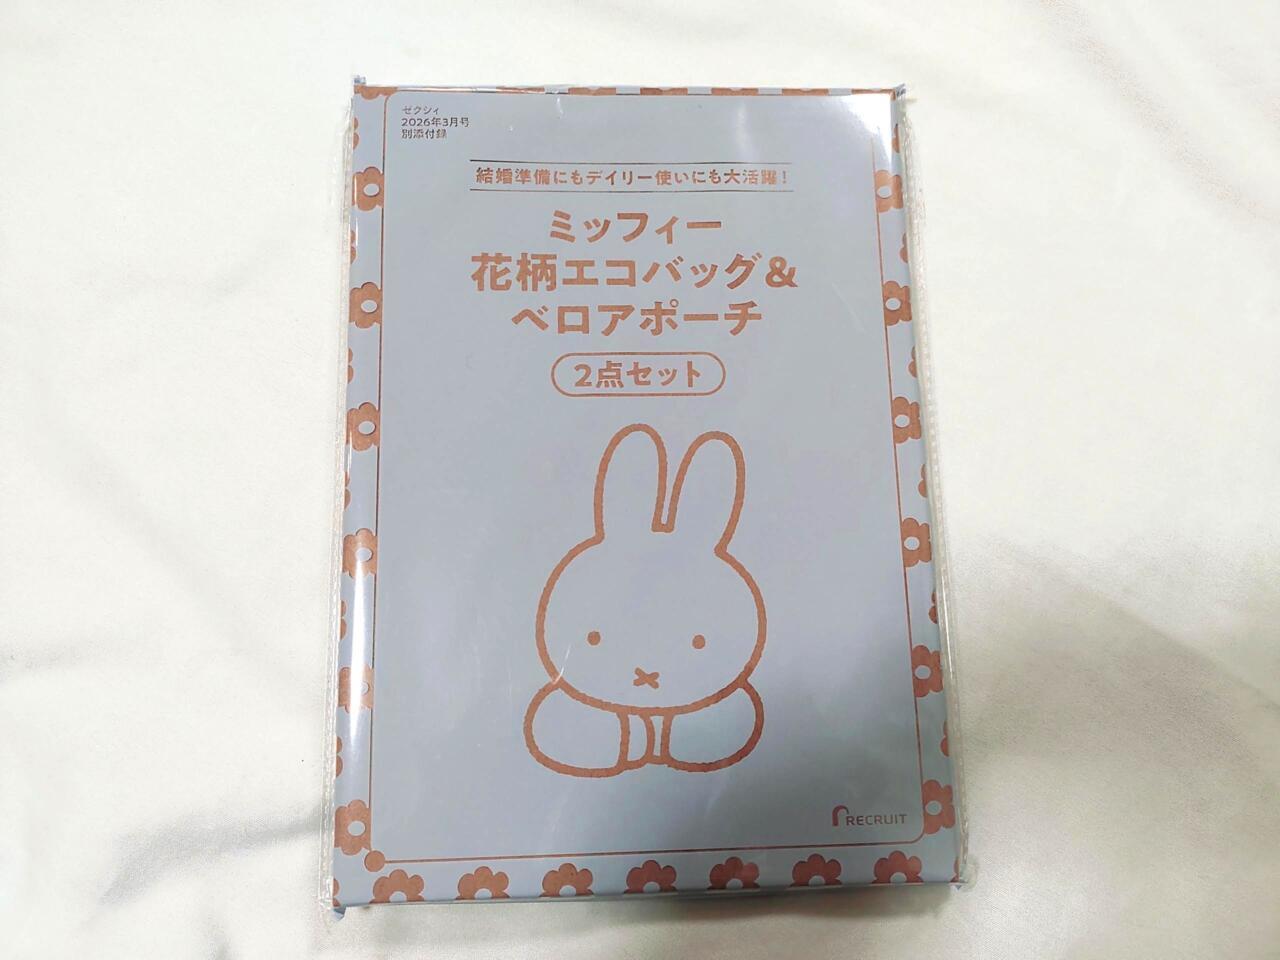 ゼクシィ
2026年3月号
別添付録
結婚準備にもデイリー使いにも大活躍!
ミッフィー
花柄エコバッグ&
ベロアポーチ
2点セット
RECRUIT